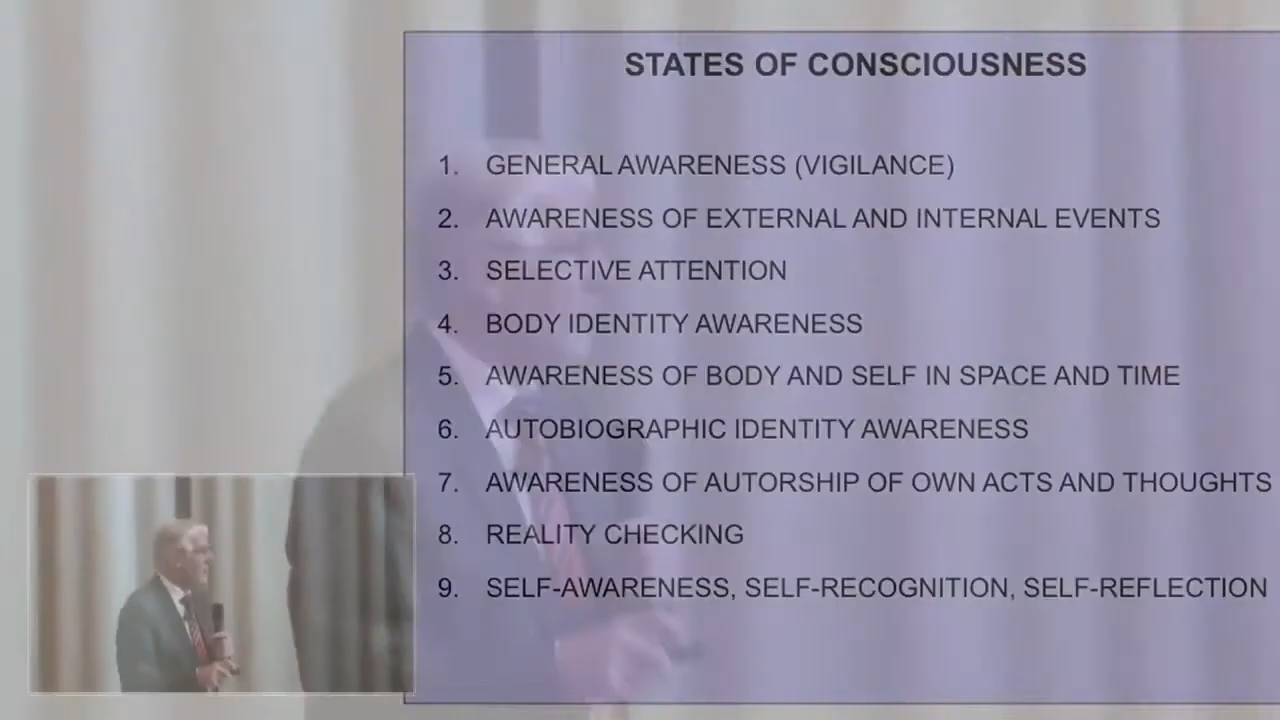 STATES OF CONSCIOUSNESS
1. GENERAL AWARENESS (VIGILANCE)
2. AWARENESS OF EXTERNAL AND INTERNAL EVENTS
3. SELECTIVE ATTENTION
4. BODY IDENTITY AWARENESS
5. AWARENESS OF BODY AND SELF IN SPACE AND TIME
6. AUTOBIOGRAPHIC IDENTITY AWARENESS
7. AWARENESS OF AUTORSHIP OF OWN ACTS AND THOUGHTS
8. REALITY CHECKING
9. SELF-AWARENESS, SELF-RECOGNITION, SELF-REFLECTION